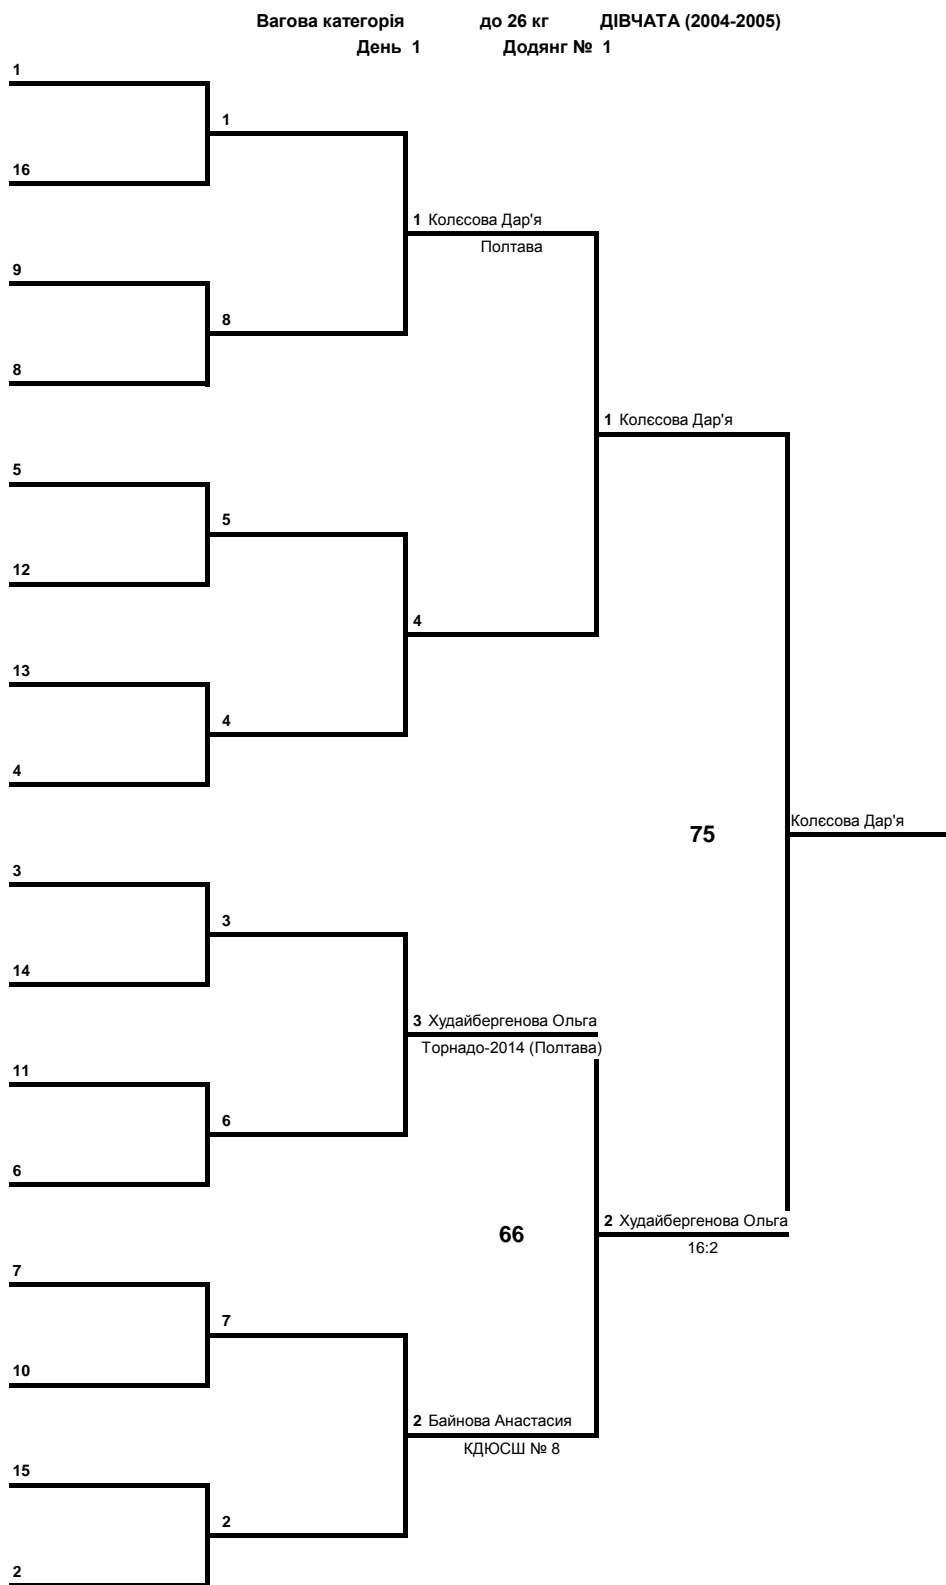 Вагова категорія до 26 кг ДІВЧАТА (2004-2005)
День 1 Додянг № 1
1
1
16
1 Колєсова Дар'я
Полтава
9
8
8
1 Колєсова Дар'я
5
5
12
4
13
4
4
75
Колєсова Дар'я
3
3
14
3 Худайбергенова Ольга
Торнадо-2014 (Полтава)
11
6
6
66
2 Худайбергенова Ольга
16:2
7
7
10
2 Байнова Анастасия
КДЮСШ № 8
15
2
2